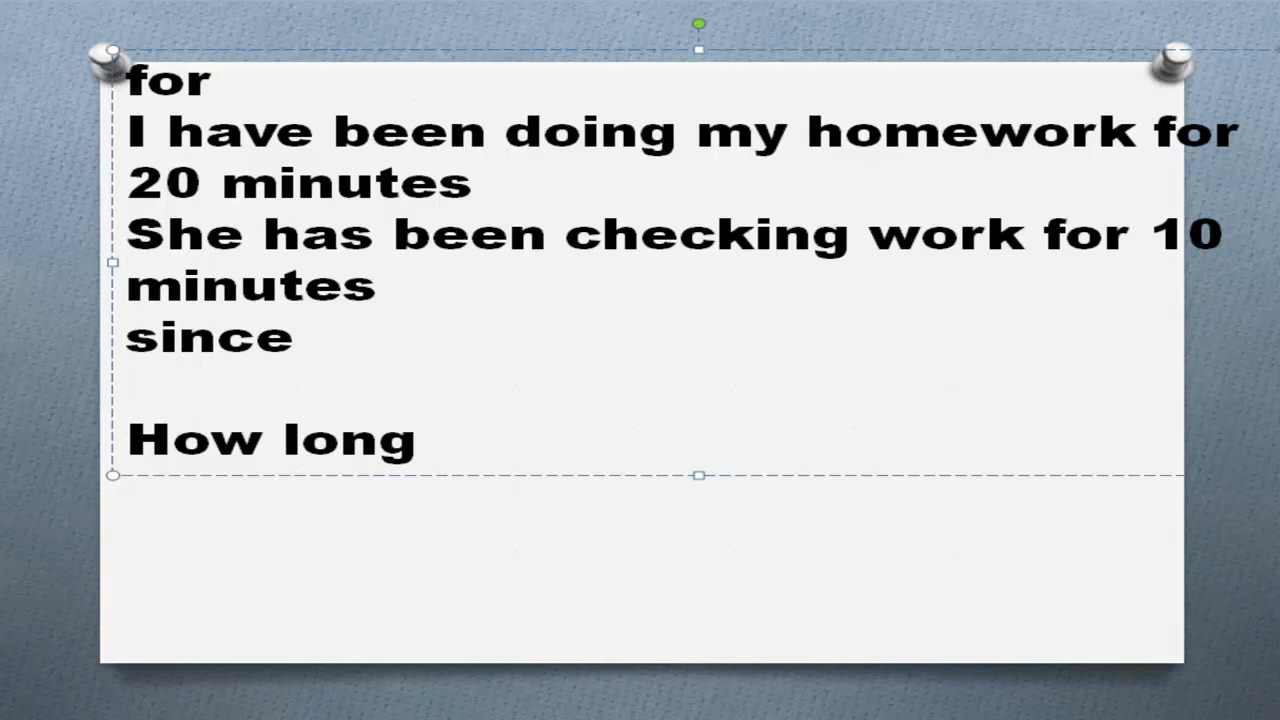 for
I have been doing my homework for
20 minutes
She has been checking work for 10
minutes
since
How long